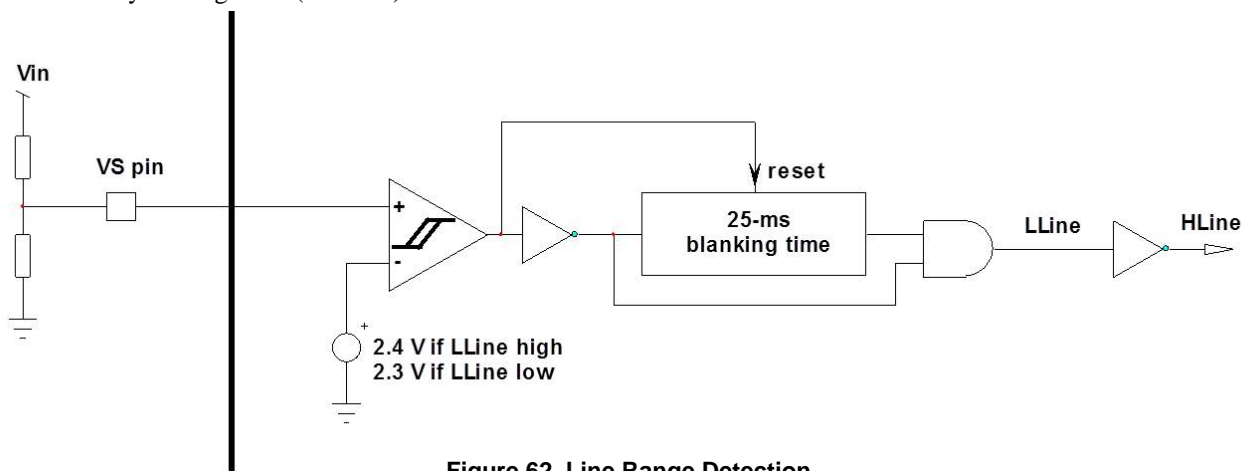 Vin
VS pin
+
-
+
2.4 V if LLine high
2.3 V if LLine low
reset
25-ms
blanking time
LLine
HLine
Figure 62. Line Range Detection